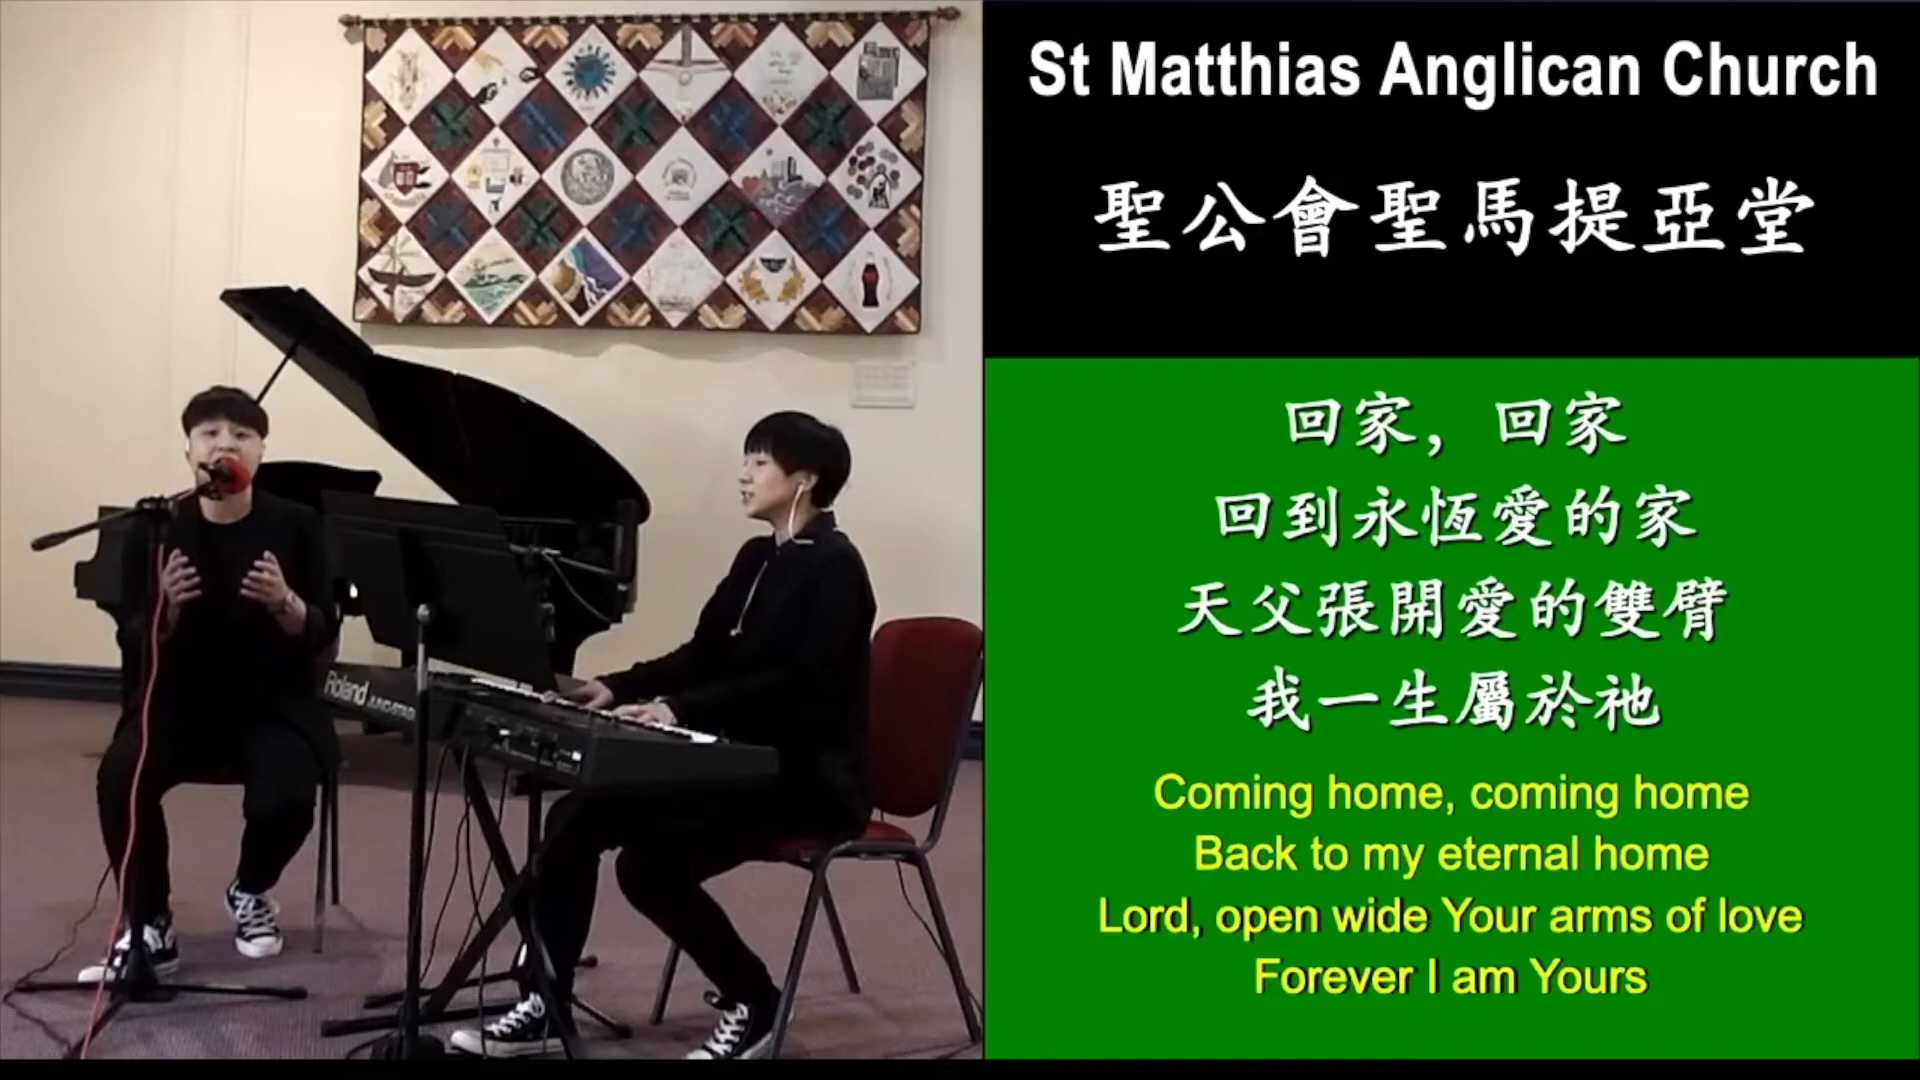 St Matthias Anglican Church
聖公會聖馬提亞堂
回家，回家
回到永恆愛的家
天父張開愛的雙臂
我一生屬於祂
Coming home, coming home
Back to my eternal home
Lord, open wide Your arms of love
Forever I am Yours
Roland